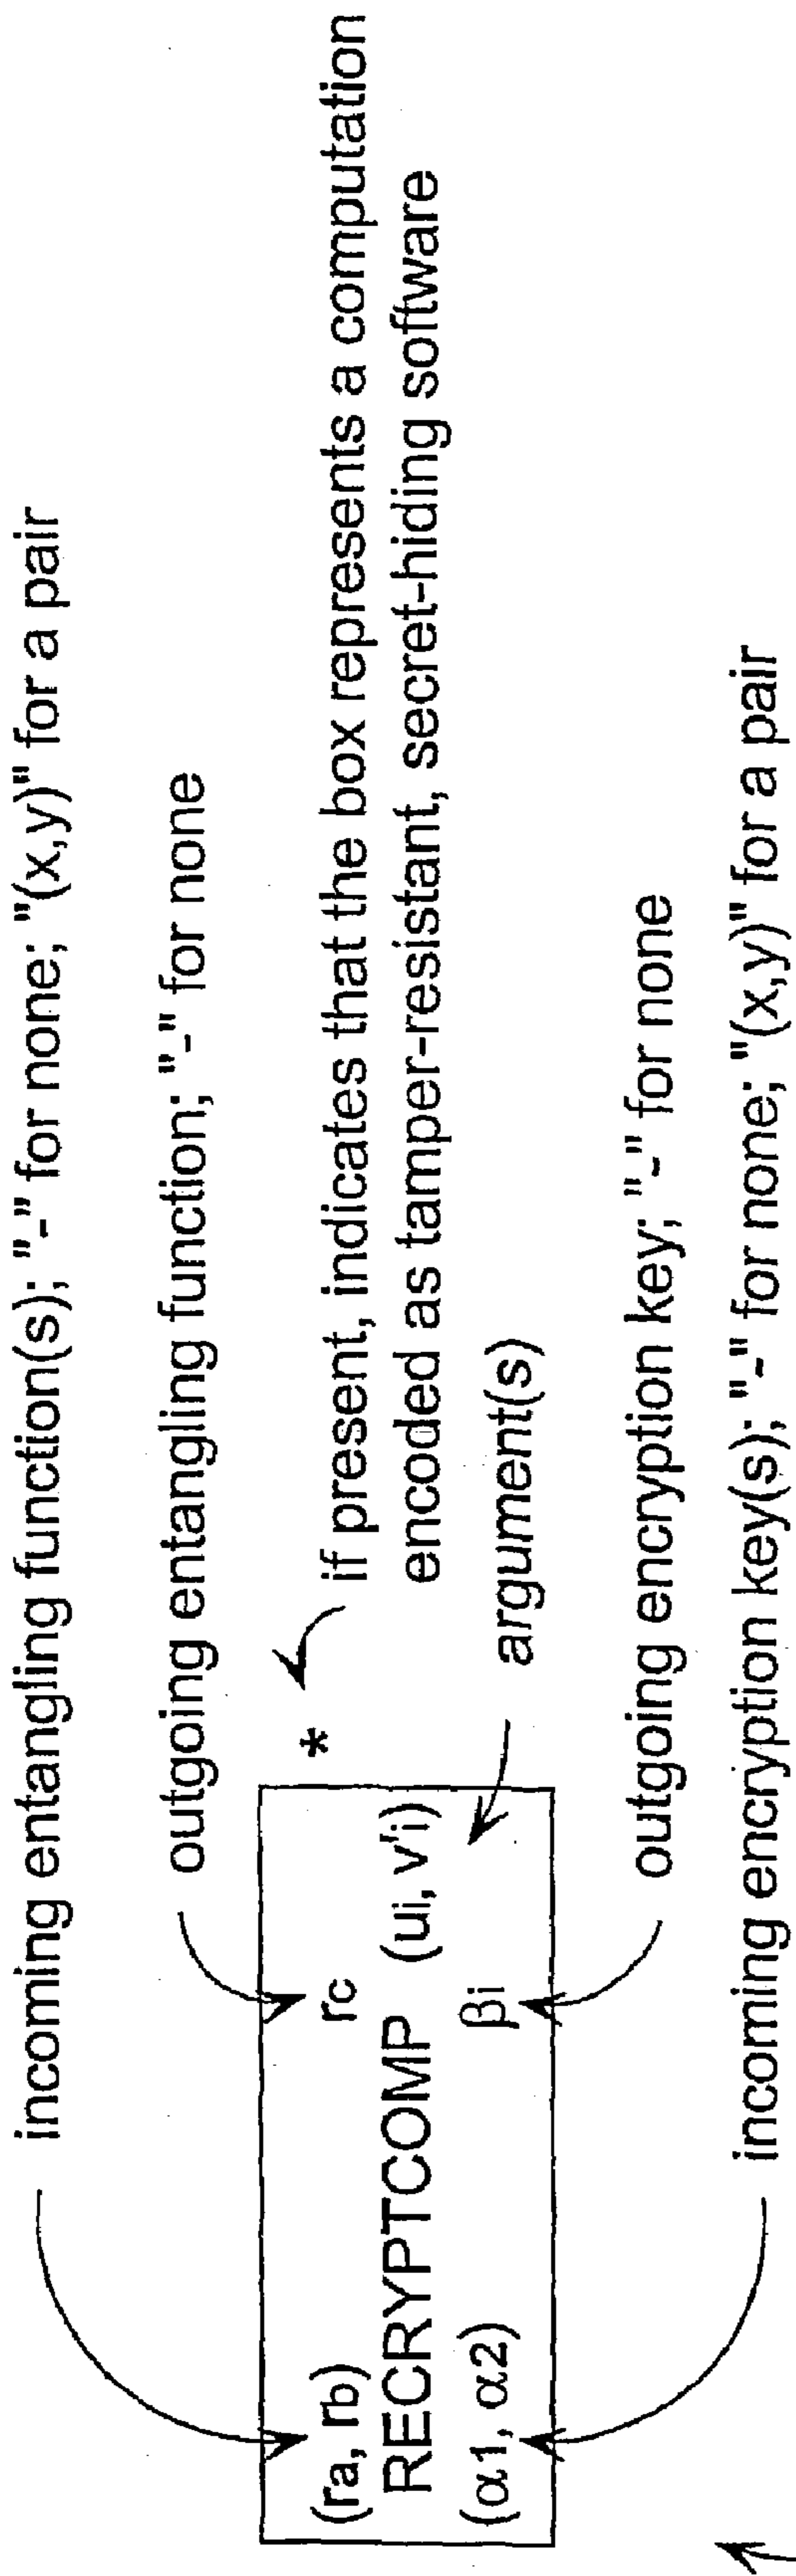 incoming entangling function(s); "-" for none; "(x,y)" for a pair
outgoing entangling function; "-" for none
if present, indicates that the box represents a computation
encoded as tamper-resistant, secret-hiding software
*
(ra, rb) rc
RECRYPTCOMP (ui, v'i)
(α1, α2) βi
argument(s)
outgoing encryption key; "-" for none
incoming encryption key(s); "-" for none; "(x,y)" for a pair